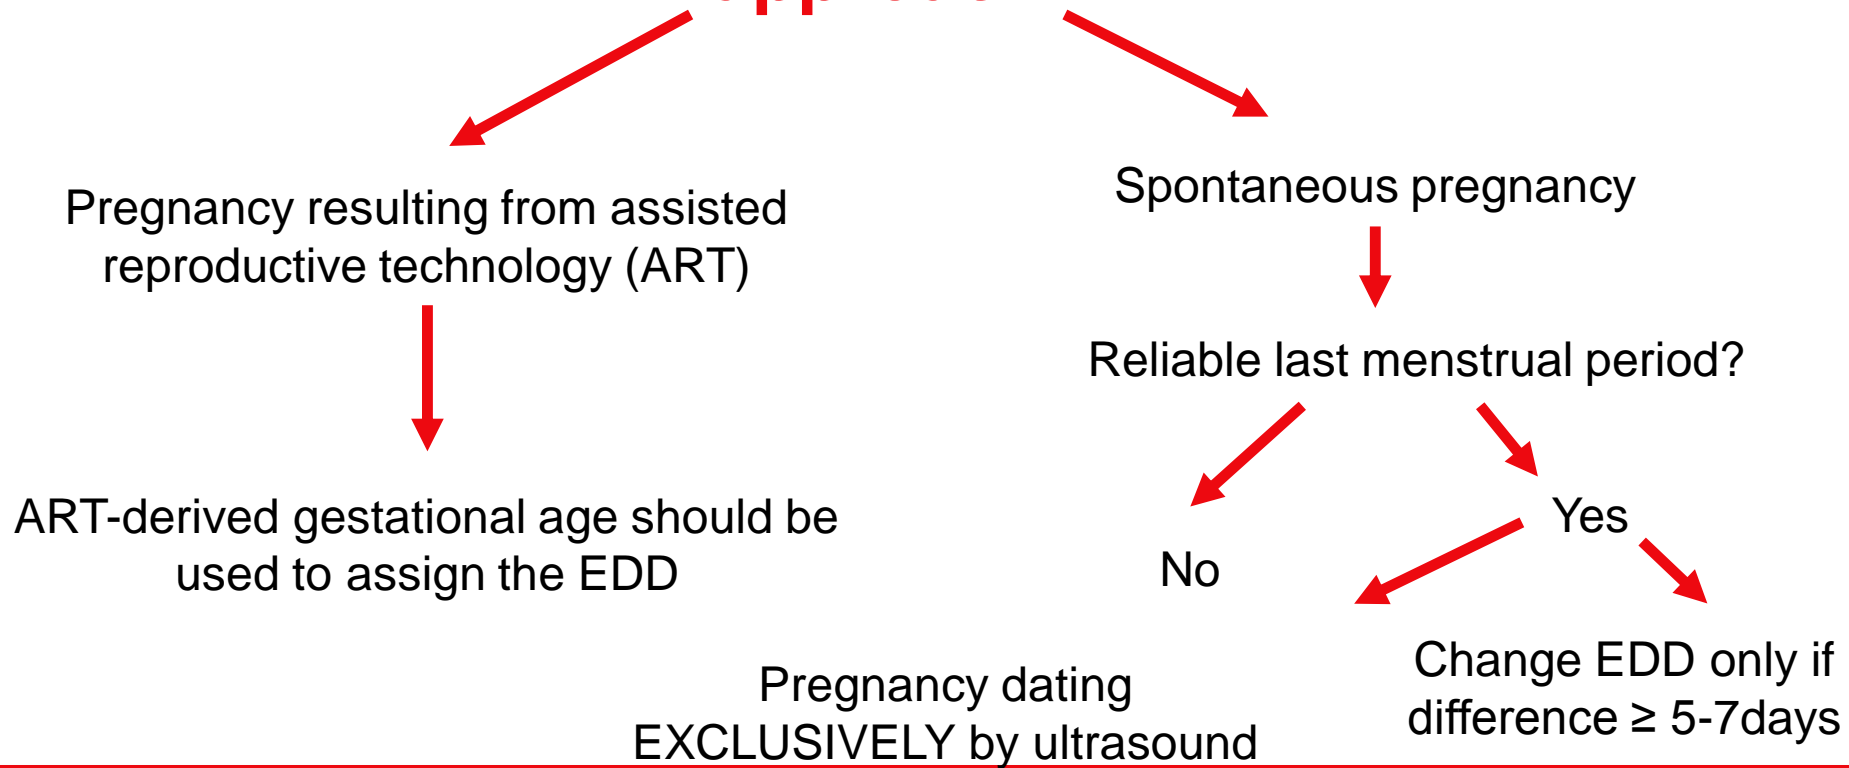 Pregnancy resulting from assisted
reproductive technology (ART)
Spontaneous pregnancy
Reliable last menstrual period?
ART-derived gestational age should be
used to assign the EDD
No
Yes
Pregnancy dating
EXCLUSIVELY by ultrasound
Change EDD only if
difference ≥ 5-7days